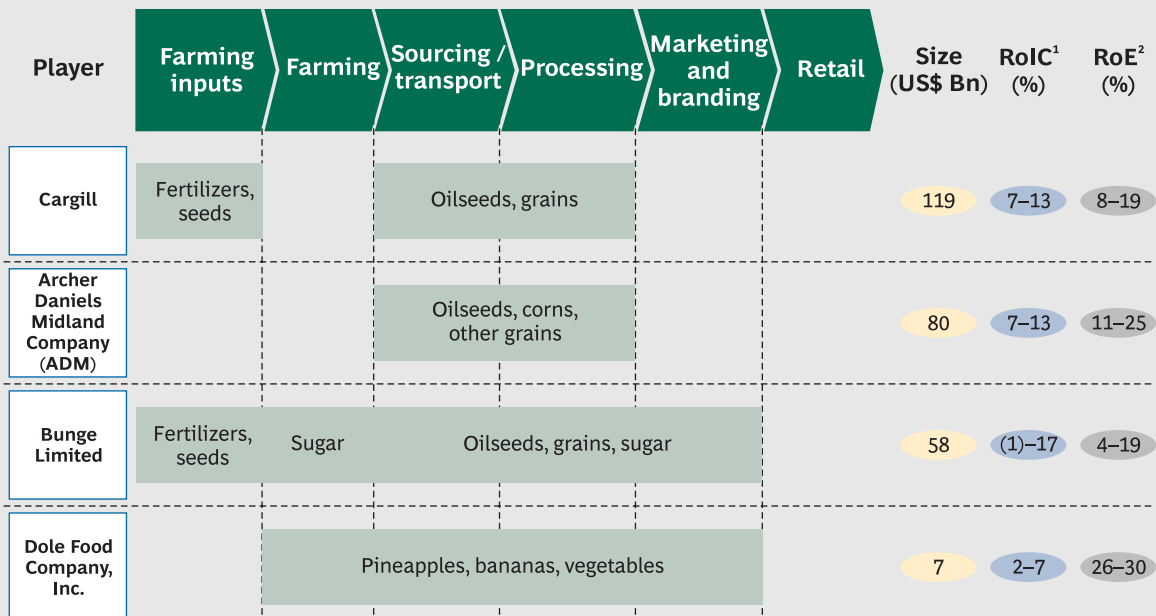 Player
Farming
inputs
Farming
Sourcing /
transport
Processing
Marketing
and
branding
Retail
Size
(US$ Bn)
RoIC¹
(%)
RoE²
(%)
Cargill
Fertilizers,
seeds
Oilseeds, grains
119
7–13
8–19
Archer
Daniels
Midland
Company
(ADM)
Oilseeds, corns,
other grains
80
7–13
11–25
Bunge
Limited
Fertilizers,
seeds
Sugar
Oilseeds, grains, sugar
58
(1)–17
4–19
Dole Food
Company,
Inc.
Pineapples, bananas, vegetables
7
2–7
26–30